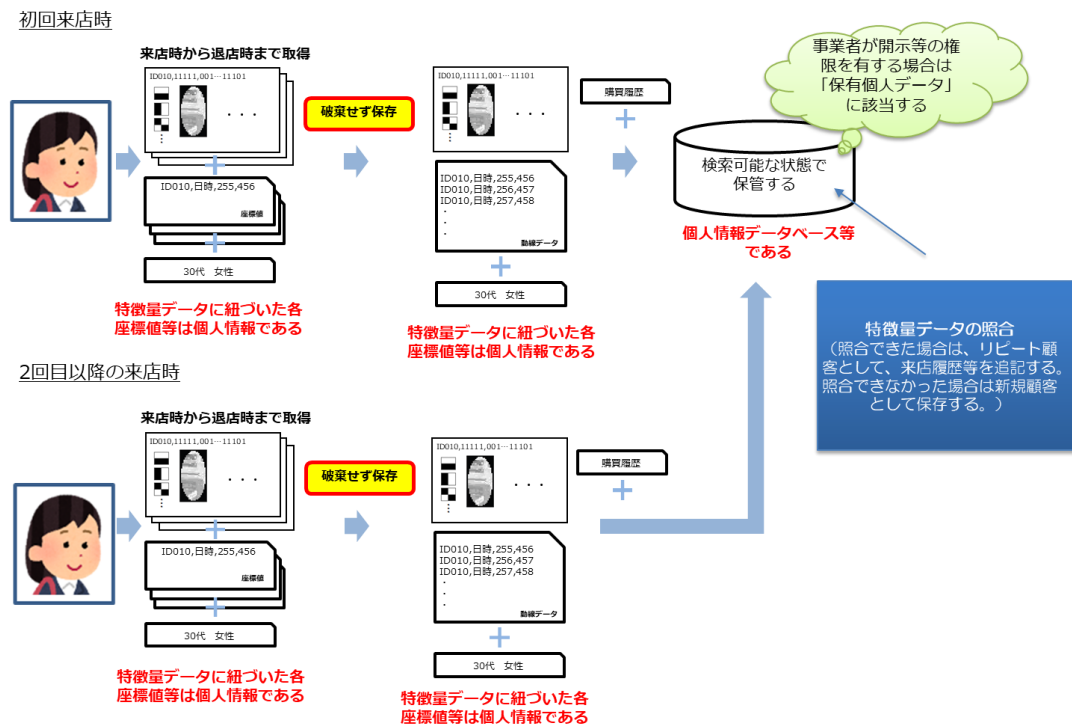 初回来店時
来店時から退店時まで取得
ID010,11111,001…11101
・・・
⋮
破棄せず保存
ID010,11111,001…11101
・・・
⋮
購買履歴
+
事業者が開示等の権
限を有する場合は
「保有個人データ」
に該当する
検索可能な状態で
保管する
個人情報データベース等
である
+
ID010,日時,255,456
座標値
+
30代 女性
特徴量データに紐づいた各
座標値等は個人情報である
ID010,日時,255,456
ID010,日時,256,457
ID010,日時,257,458
・
・
・
動線データ
+
30代 女性
特徴量データに紐づいた各
座標値等は個人情報である
特徴量データの照合
（照合できた場合は、リピート顧
客として、来店履歴等を追記する。
照合できなかった場合は新規顧客
として保存する。）
2回目以降の来店時
来店時から退店時まで取得
ID010,11111,001…11101
・・・
⋮
破棄せず保存
ID010,11111,001…11101
・・・
⋮
購買履歴
+
+
ID010,日時,255,456
座標値
+
30代 女性
特徴量データに紐づいた各
座標値等は個人情報である
ID010,日時,255,456
ID010,日時,256,457
ID010,日時,257,458
・
・
・
動線データ
+
30代 女性
特徴量データに紐づいた各
座標値等は個人情報である